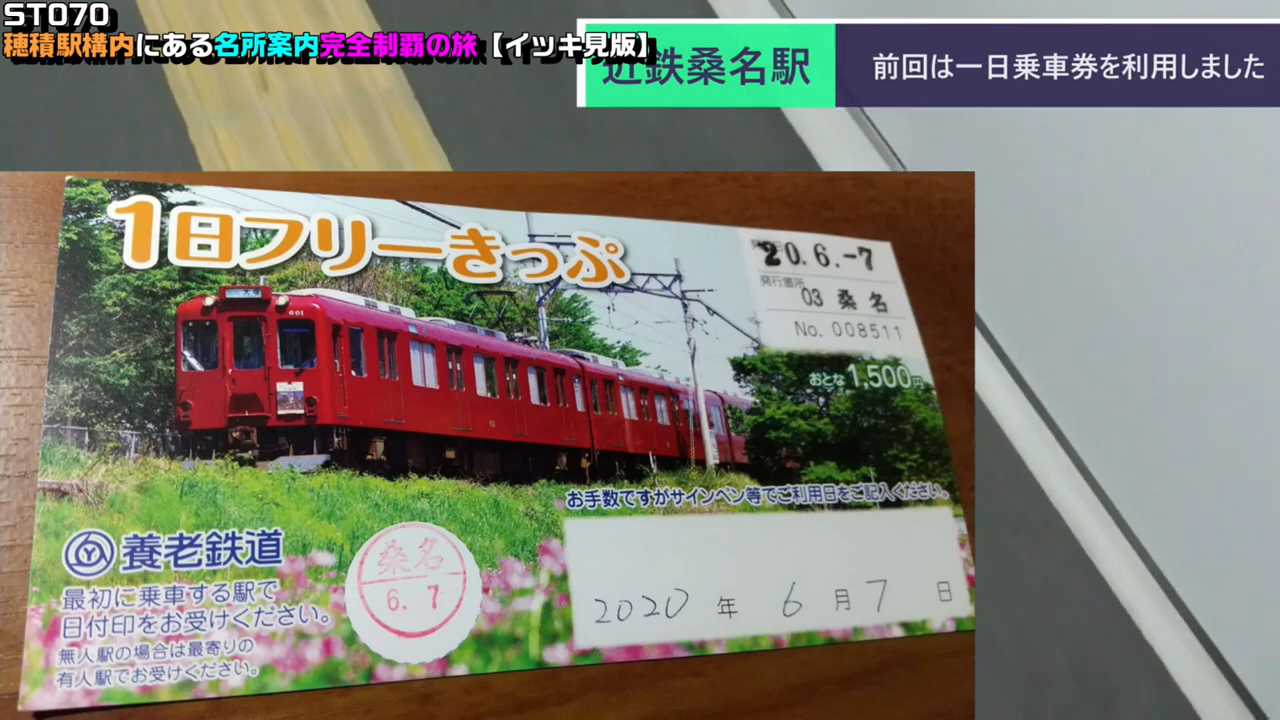 ST070
穂積駅構内にある名所案内完全制覇の旅【イッキ見版】
近鉄桑名駅
前回は一日乗車券を利用しました
1日フリーきっぷ
20.6.-7
発行箇所
03 桑名
No. 008511
おとな1,500円
601
お手数ですがサインペン等でご利用日をご記入ください。
養老鉄道
最初に乗車する駅で
日付印をお受けください。
無人駅の場合は最寄りの
有人駅でお受けください。
桑名
6.7
2020年 6月7日